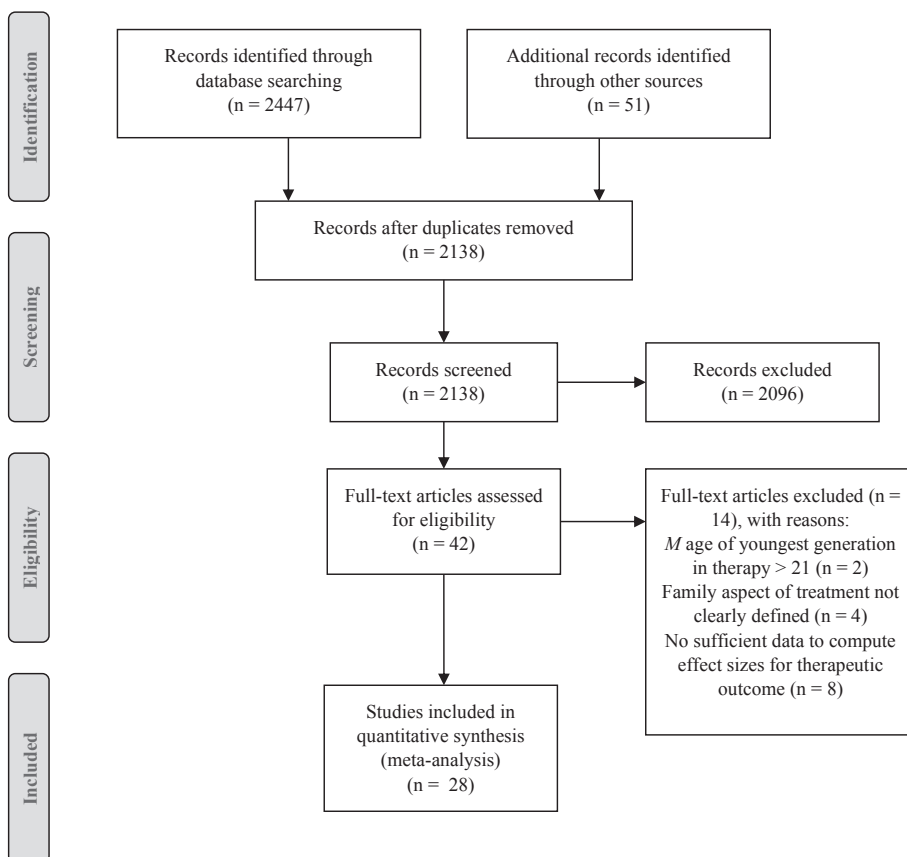 Identification
Records identified through
database searching
(n = 2447)
Additional records identified
through other sources
(n = 51)
Records after duplicates removed
(n = 2138)
Screening
Records screened
(n = 2138)
Records excluded
(n = 2096)
Eligibility
Full-text articles assessed
for eligibility
(n = 42)
Full-text articles excluded (n =
14), with reasons:
M age of youngest generation
in therapy > 21 (n = 2)
Family aspect of treatment not
clearly defined (n = 4)
No sufficient data to compute
effect sizes for therapeutic
outcome (n = 8)
Included
Studies included in
quantitative synthesis
(meta-analysis)
(n = 28)